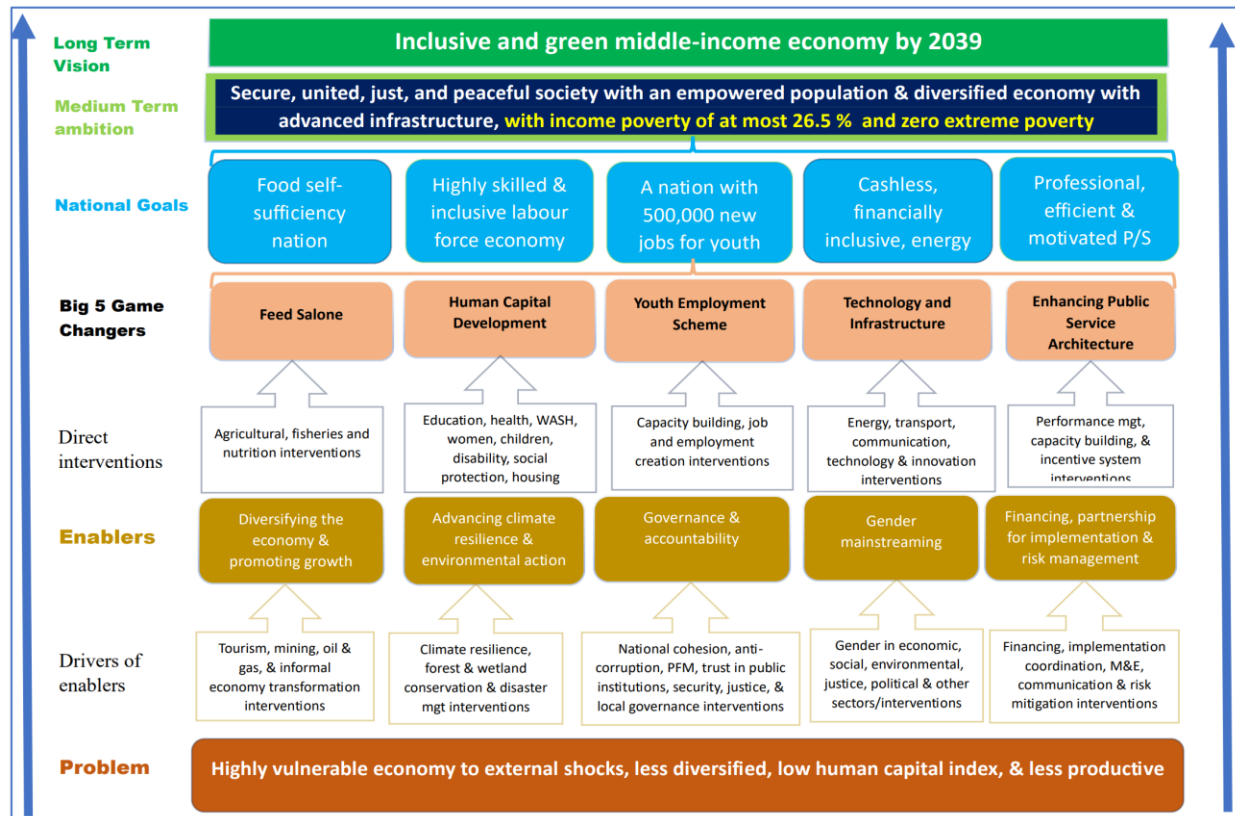 Long Term
Vision
Inclusive and green middle-income economy by 2039
Medium Term
ambition
Secure, united, just, and peaceful society with an empowered population & diversified economy with
advanced infrastructure, with income poverty of at most 26.5 % and zero extreme poverty
National Goals
Food self-
sufficiency
nation
Highly skilled &
inclusive labour
force economy
A nation with
500,000 new
jobs for youth
Cashless,
financially
inclusive, energy
Professional,
efficient &
motivated P/S
Big 5 Game
Changers
Feed Salone
Human Capital
Development
Youth Employment
Scheme
Technology and
Infrastructure
Enhancing Public
Service
Architecture
Direct
interventions
Agricultural, fisheries and
nutrition interventions
Education, health, WASH,
women, children,
disability, social
protection, housing
Capacity building, job
and employment
creation interventions
Energy, transport,
communication,
technology & innovation
interventions
Performance mgt,
capacity building, &
incentive system
interventions
Enablers
Diversifying the
economy &
promoting growth
Advancing climate
resilience &
environmental action
Governance &
accountability
Gender
mainstreaming
Financing, partnership
for implementation &
risk management
Drivers of
enablers
Tourism, mining, oil &
gas, & informal
economy transformation
interventions
Climate resilience,
forest & wetland
conservation & disaster
mgt interventions
National cohesion, anti-
corruption, PFM, trust in public
institutions, security, justice, &
local governance interventions
Gender in economic,
social, environmental,
justice, political & other
sectors/interventions
Financing, implementation
coordination, M&E,
communication & risk
mitigation interventions
Problem
Highly vulnerable economy to external shocks, less diversified, low human capital index, & less productive